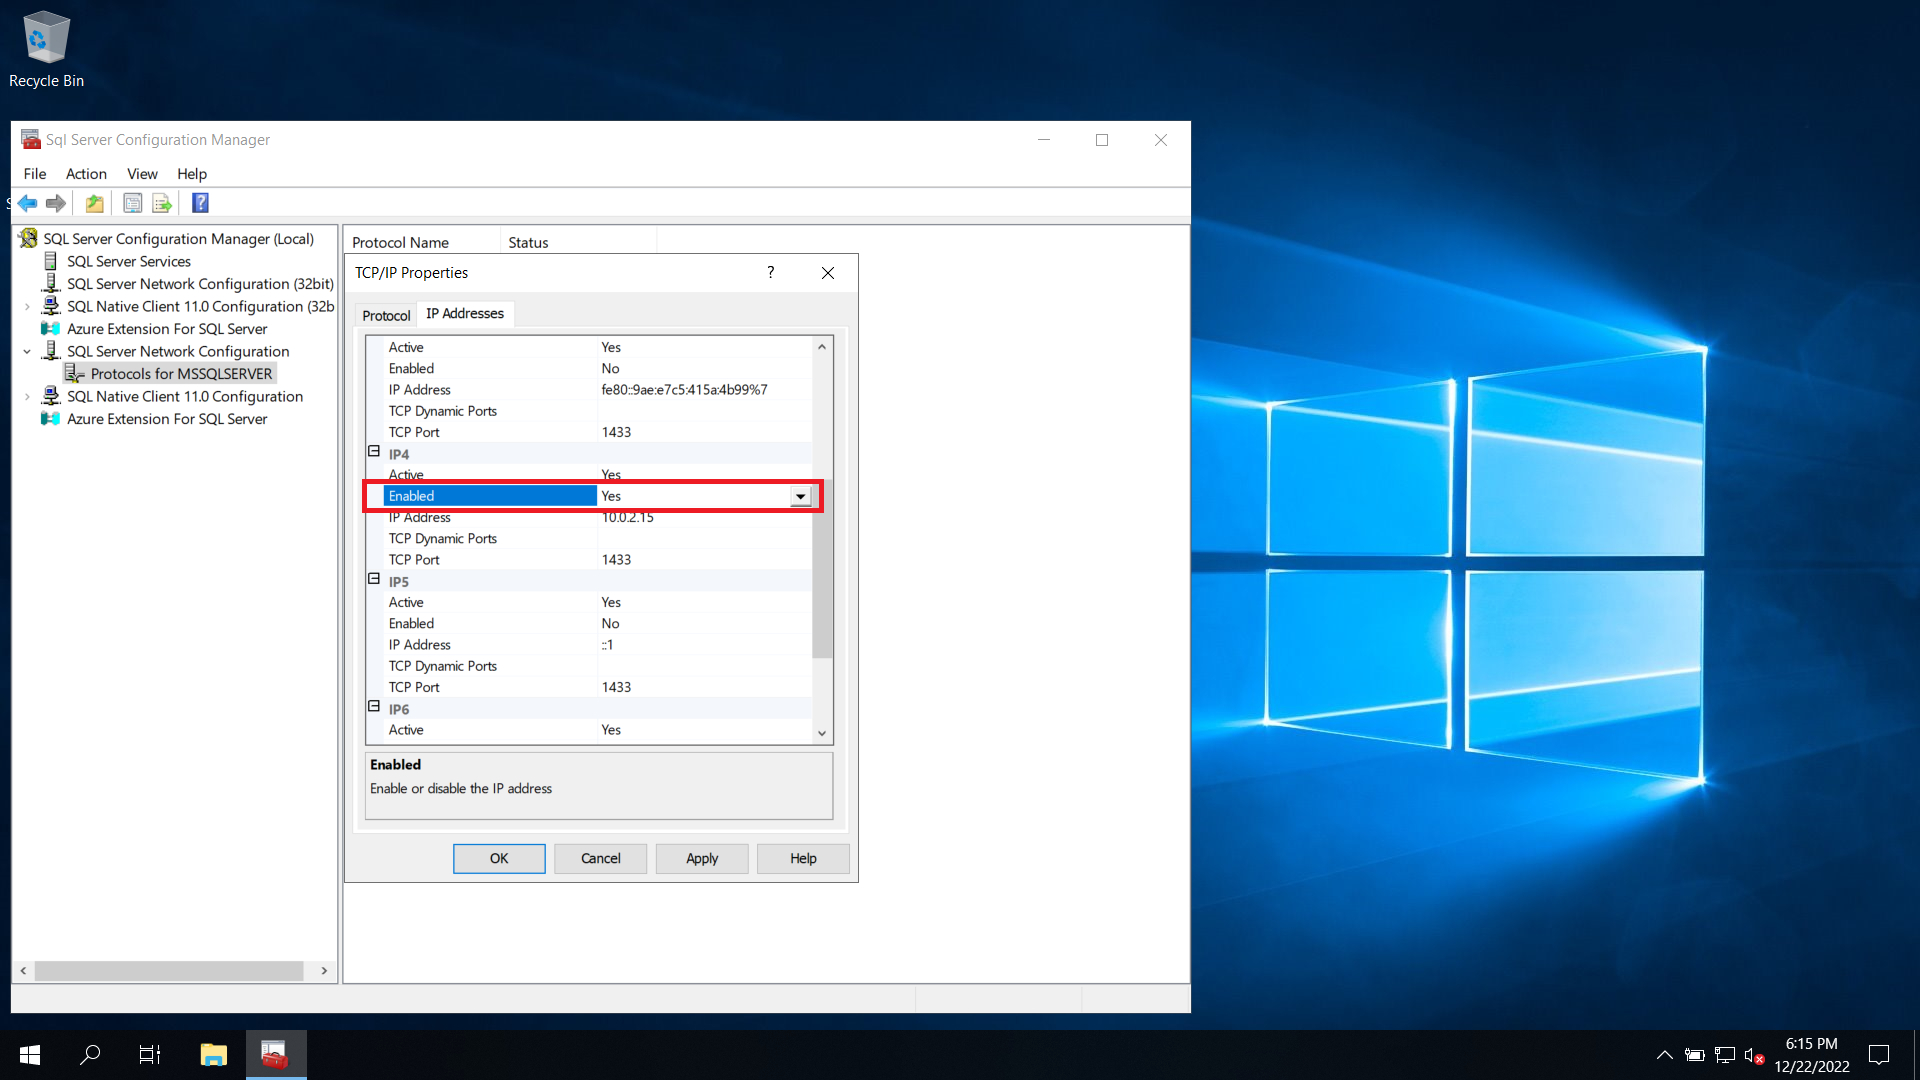 Recycle Bin
Sql Server Configuration Manager
File Action View Help
SQL Server Configuration Manager (Local)
SQL Server Services
SQL Server Network Configuration (32bit)
SQL Native Client 11.0 Configuration (32b
Azure Extension For SQL Server
SQL Server Network Configuration
Protocols for MSSQLSERVER
SQL Native Client 11.0 Configuration
Azure Extension For SQL Server
Protocol Name Status
TCP/IP Properties ?
Protocol IP Addresses
Active Yes
Enabled No
IP Address fe80::9ae:e7c5:415a:4b99%7
TCP Dynamic Ports
TCP Port 1433
IP4
Active Yes
Enabled Yes
IP Address 10.0.2.15
TCP Dynamic Ports
TCP Port 1433
IP5
Active Yes
Enabled No
IP Address ::1
TCP Dynamic Ports
TCP Port 1433
IP6
Active Yes
Enabled
Enable or disable the IP address
OK Cancel Apply Help
6:15 PM
12/22/2022